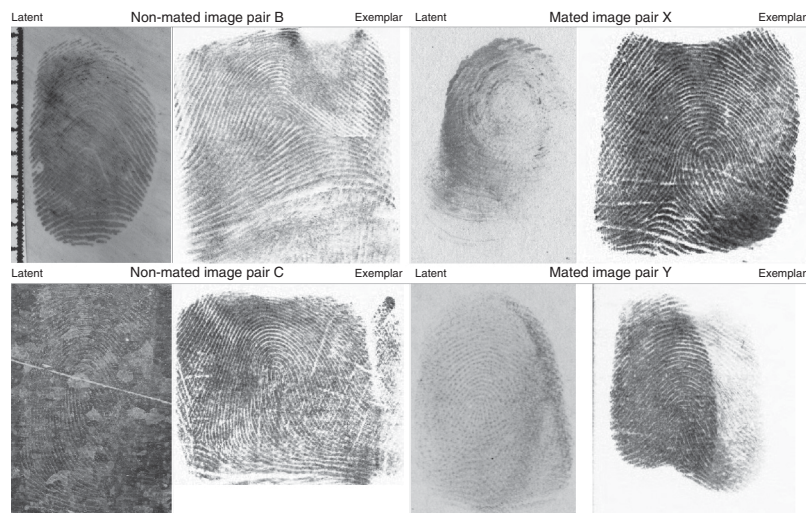 Latent Non-mated image pair B Exemplar Latent Mated image pair X Exemplar
Latent Non-mated image pair C Exemplar Latent Mated image pair Y Exemplar